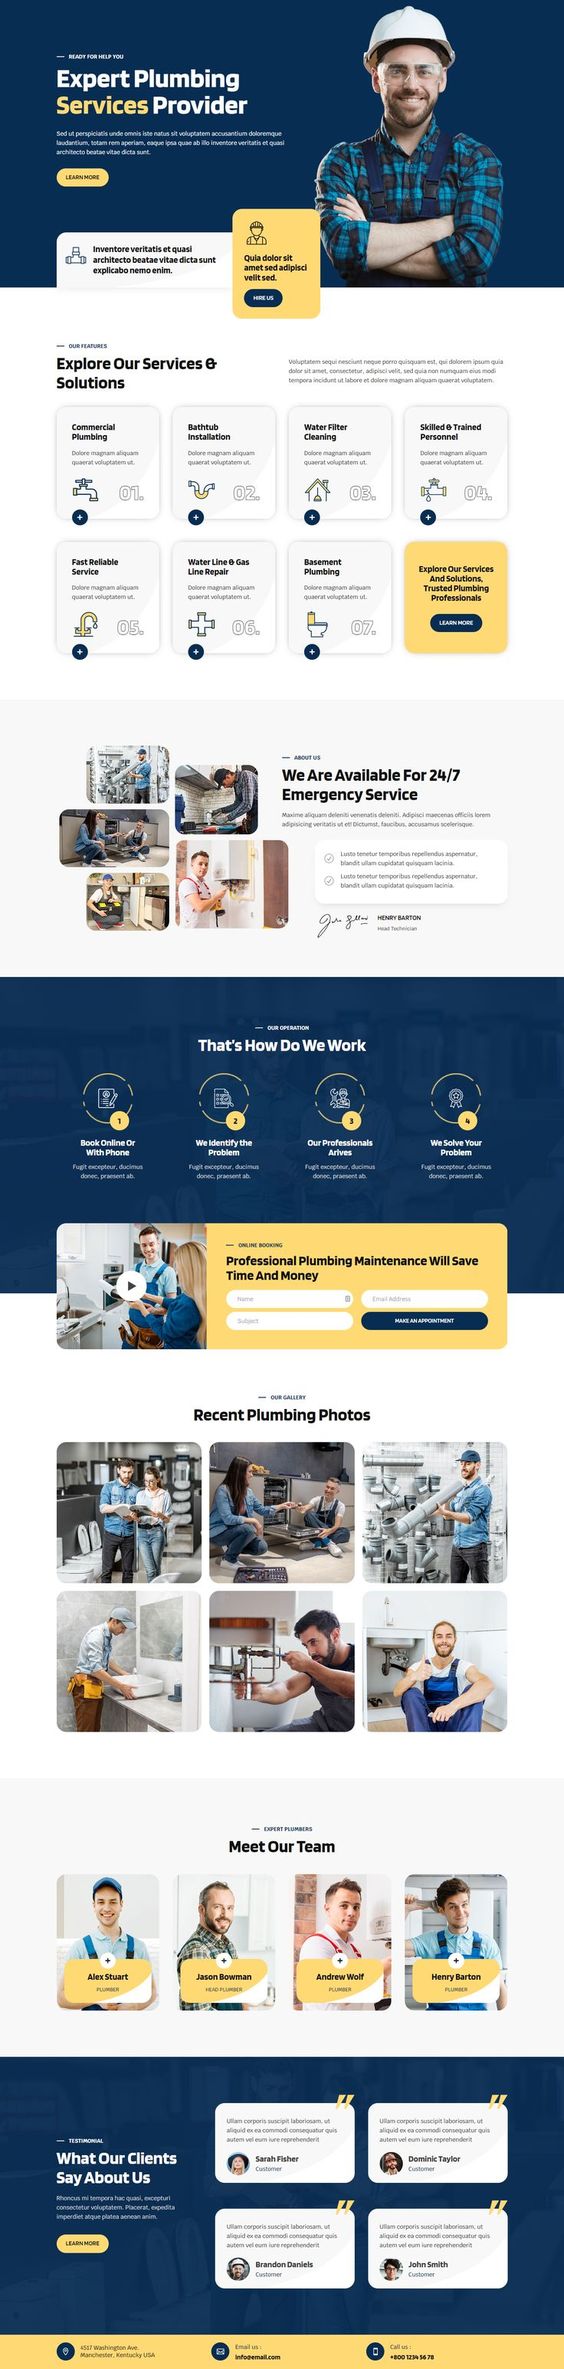 READY FOR HELP YOU
Expert Plumbing
Services Provider
Sed ut perspiciatis unde omnis iste natus sit voluptatem accusantium doloremque
laudantium, totam rem aperiam, eaque ipsa quae ab illo inventore veritatis et quasi
architecto beatae vitae dicta sunt.
LEARN MORE
Inventore veritatis et quasi
architecto beatae vitae dicta sunt
explicabo nemo enim.
Quia dolor sit
amet sed adipisci
velit sed.
HIRE US
OUR FEATURES
Explore Our Services &
Solutions
Voluptatem sequi nesciunt neque porro quisquam est, qui dolorem ipsum quia
dolor sit amet, consectetur, adipisci velit, sed quia non numquam eius modi
tempora incidunt ut labore et dolore magnam aliquam quaerat voluptatem.
Commercial
Plumbing
Dolore magnam aliquam
quaerat voluptatem ut.
01.
Bathtub
Installation
Dolore magnam aliquam
quaerat voluptatem ut.
02.
Water Filter
Cleaning
Dolore magnam aliquam
quaerat voluptatem ut.
03.
Skilled & Trained
Personnel
Dolore magnam aliquam
quaerat voluptatem ut.
04.
Fast Reliable
Service
Dolore magnam aliquam
quaerat voluptatem ut.
05.
Water Line & Gas
Line Repair
Dolore magnam aliquam
quaerat voluptatem ut.
06.
Basement
Plumbing
Dolore magnam aliquam
quaerat voluptatem ut.
07.
Explore Our Services
And Solutions,
Trusted Plumbing
Professionals
LEARN MORE
ABOUT US
We Are Available For 24/7
Emergency Service
Maxime aliquam deleniti venenatis deleniti. Adipisci maecenas officiis lorem
adipisicing veritatis ut et! Dictumst, faucibus, accusamus scelerisque.
Lusto tenetur temporibus repellendus aspernatur,
blandit ullam cupidatat quisquam lacinia.
Lusto tenetur temporibus repellendus aspernatur,
blandit ullam cupidatat quisquam lacinia.
HENRY BARTON
Head Technician
OUR OPERATION
That's How Do We Work
1
Book Online Or
With Phone
Fugit excepteur, ducimus
donec, praesent ab.
2
We Identify the
Problem
Fugit excepteur, ducimus
donec, praesent ab.
3
Our Professionals
Arives
Fugit excepteur, ducimus
donec, praesent ab.
4
We Solve Your
Problem
Fugit excepteur, ducimus
donec, praesent ab.
ONLINE BOOKING
Professional Plumbing Maintenance Will Save
Time And Money
Name
Email Address
Subject
MAKE AN APPOINTMENT
OUR GALLERY
Recent Plumbing Photos
EXPERT PLUMBERS
Meet Our Team
Alex Stuart
PLUMBER
Jason Bowman
HEAD PLUMBER
Andrew Wolf
PLUMBER
Henry Barton
PLUMBER
TESTIMONIAL
What Our Clients
Say About Us
Rhoncus mi tempora hac quasi, excepturi
consectetur voluptatem. Placerat, expedita
imperdiet atque platea aenean anim.
LEARN MORE
Ullam corporis suscipit laboriosam, ut
aliquid ex ea commodi consequatur quis
autem vel eum iure reprehenderit
Sarah Fisher
Customer
Ullam corporis suscipit laboriosam, ut
aliquid ex ea commodi consequatur quis
autem vel eum iure reprehenderit
Dominic Taylor
Customer
Ullam corporis suscipit laboriosam, ut
aliquid ex ea commodi consequatur quis
autem vel eum iure reprehenderit
Brandon Daniels
Customer
Ullam corporis suscipit laboriosam, ut
aliquid ex ea commodi consequatur quis
autem vel eum iure reprehenderit
John Smith
Customer
4517 Washington Ave.
Manchester, Kentucky USA
Email us :
info@email.com
Call us :
+800 1234 56 78